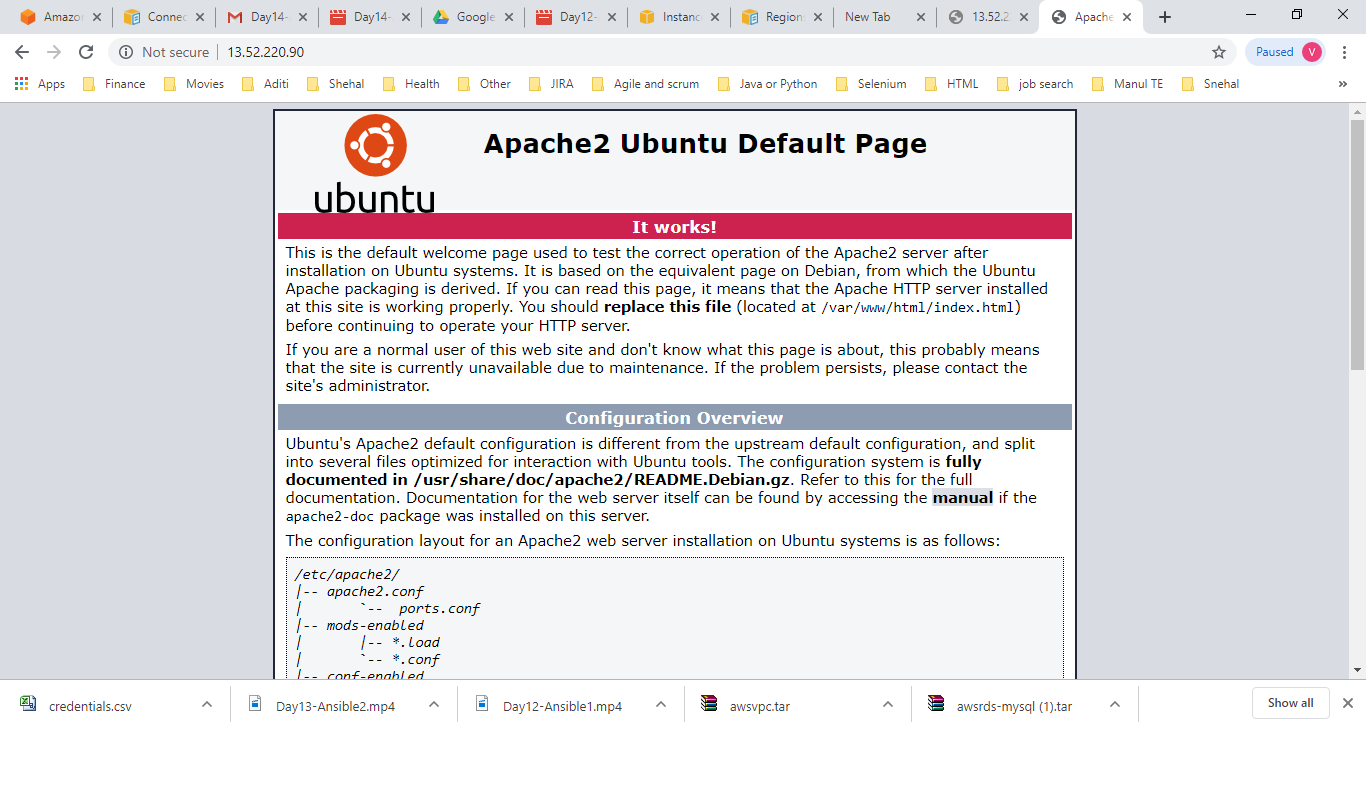 Amazo
Connec
Day14-
Day14-
Google
Day12-
Instanc
Region
New Tab
13.52.2
Apache
Not secure
13.52.220.90
Paused
V
Apps
Finance
Movies
Aditi
Shehal
Health
Other
JIRA
Agile and scrum
Java or Python
Selenium
HTML
job search
Manul TE
Snehal
»
ubuntu
Apache2 Ubuntu Default Page
It works!
This is the default welcome page used to test the correct operation of the Apache2 server after
installation on Ubuntu systems. It is based on the equivalent page on Debian, from which the Ubuntu
Apache packaging is derived. If you can read this page, it means that the Apache HTTP server installed
at this site is working properly. You should replace this file (located at /var/www/html/index.html)
before continuing to operate your HTTP server.
If you are a normal user of this web site and don't know what this page is about, this probably means
that the site is currently unavailable due to maintenance. If the problem persists, please contact the
site's administrator.
Configuration Overview
Ubuntu's Apache2 default configuration is different from the upstream default configuration, and split
into several files optimized for interaction with Ubuntu tools. The configuration system is fully
documented in /usr/share/doc/apache2/README.Debian.gz. Refer to this for the full
documentation. Documentation for the web server itself can be found by accessing the manual if the
apache2-doc package was installed on this server.
The configuration layout for an Apache2 web server installation on Ubuntu systems is as follows:
/etc/apache2/
|-- apache2.conf
|       `--  ports.conf
|-- mods-enabled
|       |-- *.load
|       `-- *.conf
|-- conf-enabled
credentials.csv
Day13-Ansible2.mp4
Day12-Ansible1.mp4
awsvpc.tar
awsrds-mysql (1).tar
Show all